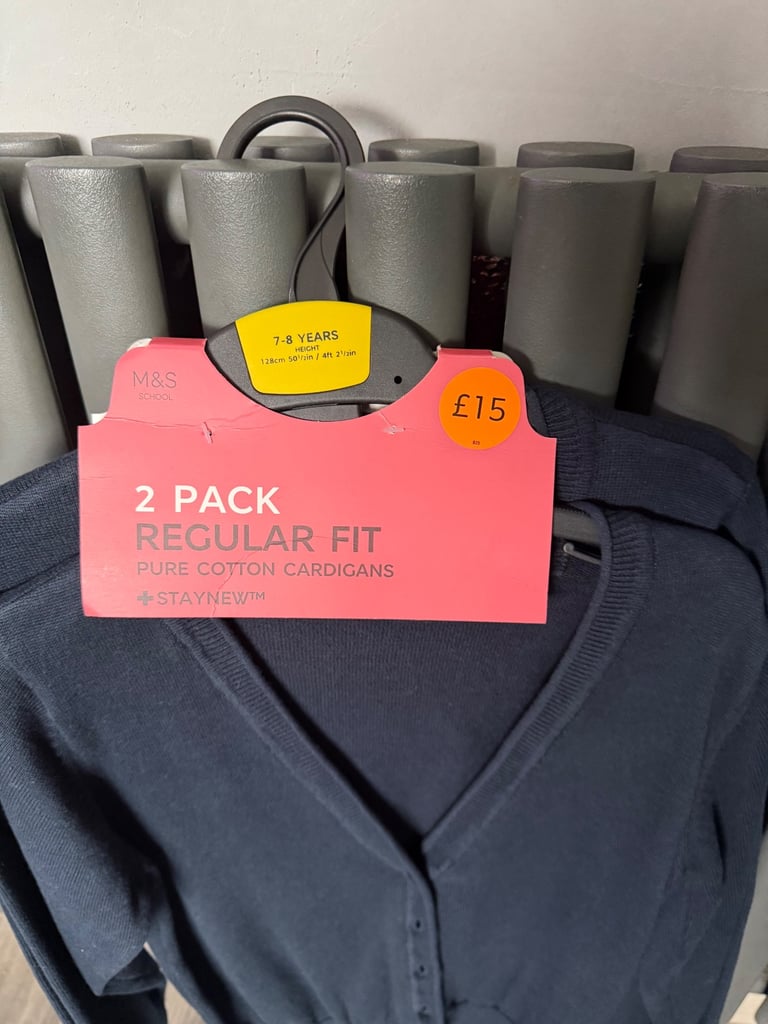 7-8 YEARS
HEIGHT
128cm 50½in / 4ft 2½in
M&S
SCHOOL
£15
2 PACK
REGULAR FIT
PURE COTTON CARDIGANS
+STAYNEW™